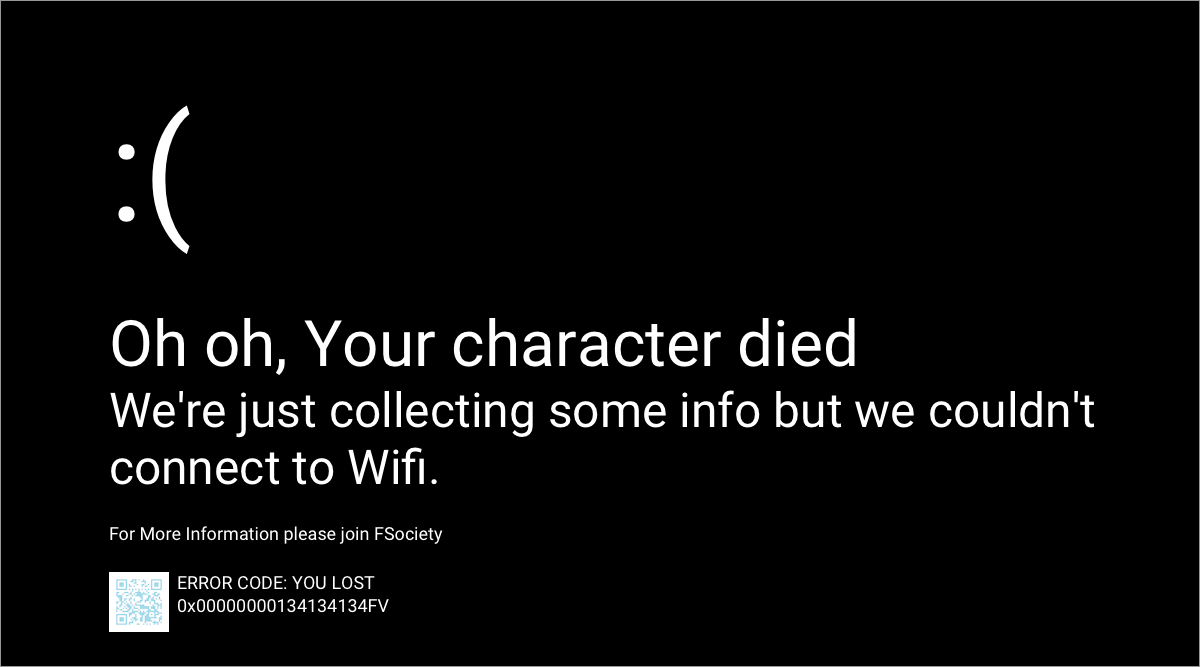 :(
Oh oh, Your character died
We're just collecting some info but we couldn't
connect to Wifi.
For More Information please join FSociety
ERROR CODE: YOU LOST
0x00000000134134134FV